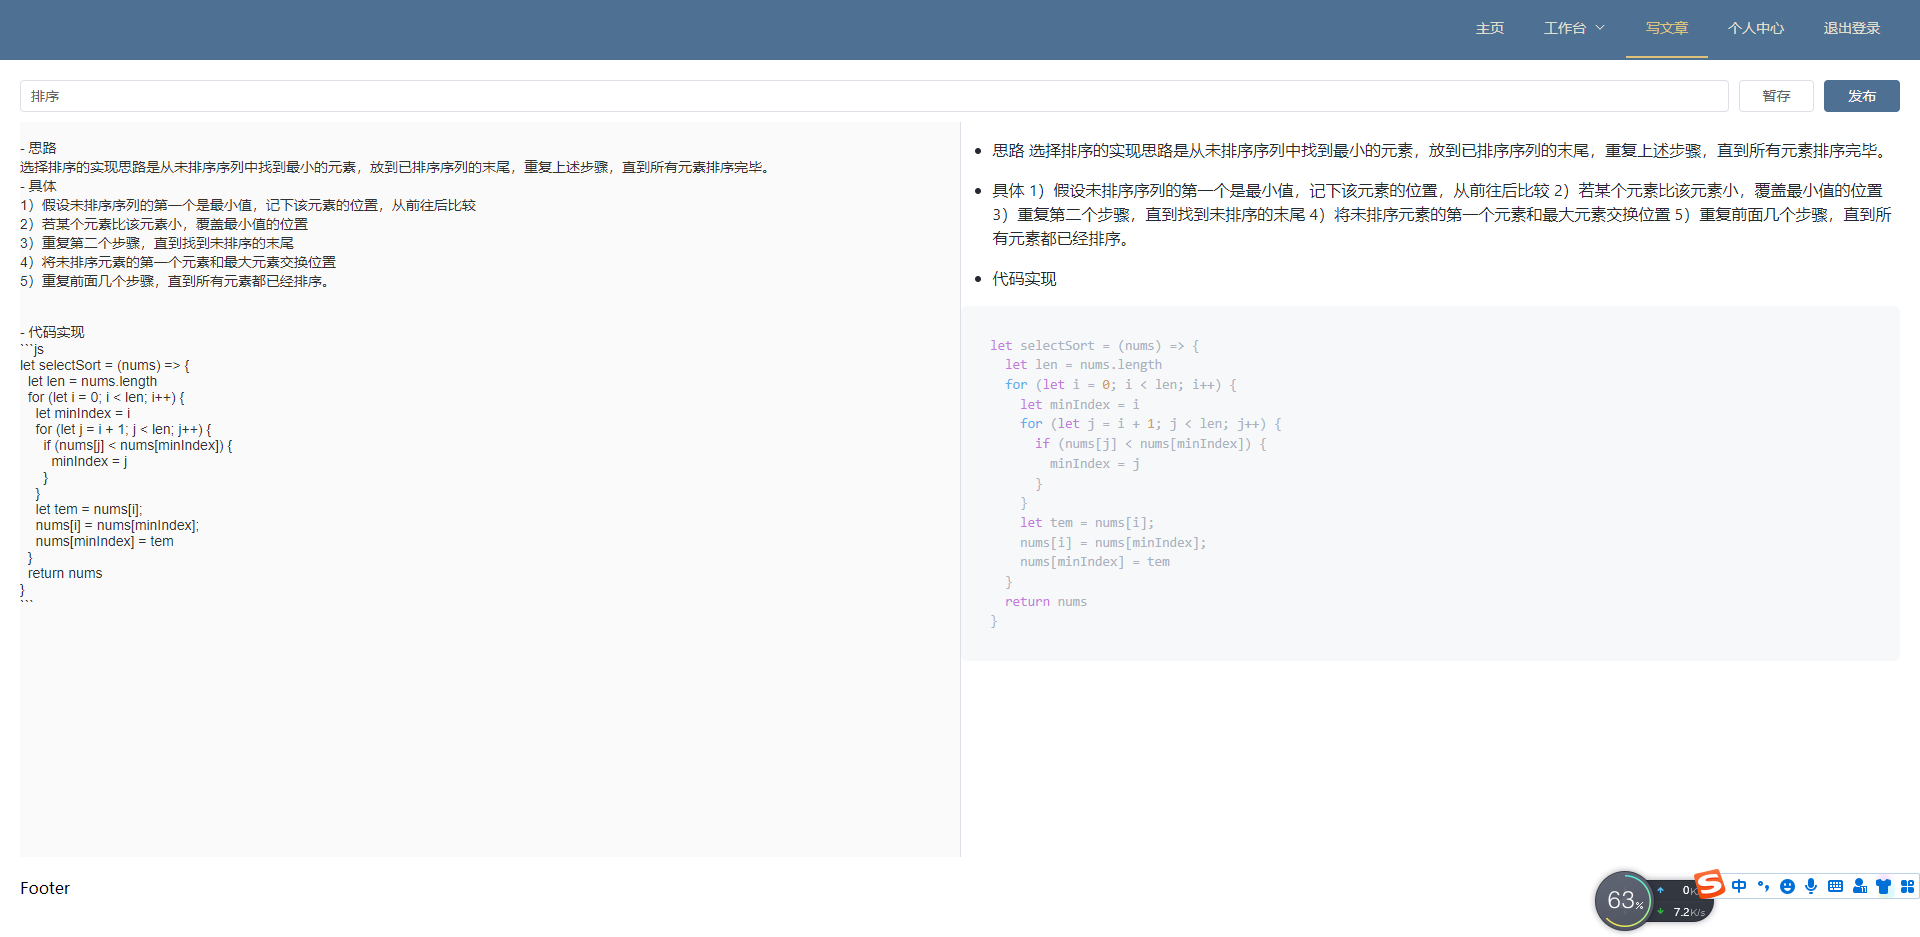 主页 工作台 写文章 个人中心 退出登录
排序 暂存 发布
- 思路
选择排序的实现思路是从未排序序列中找到最小的元素，放到已排序序列的末尾，重复上述步骤，直到所有元素排序完毕。
- 具体
1）假设未排序序列的第一个是最小值，记下该元素的位置，从前往后比较
2）若某个元素比该元素小，覆盖最小值的位置
3）重复第二个步骤，直到找到未排序的末尾
4）将未排序元素的第一个元素和最大元素交换位置
5）重复前面几个步骤，直到所有元素都已经排序。
- 代码实现
```js
let selectSort = (nums) => {
  let len = nums.length
  for (let i = 0; i < len; i++) {
    let minIndex = i
    for (let j = i + 1; j < len; j++) {
      if (nums[j] < nums[minIndex]) {
        minIndex = j
      }
    }
    let tem = nums[i];
    nums[i] = nums[minIndex];
    nums[minIndex] = tem
  }
  return nums
}
```
• 思路 选择排序的实现思路是从未排序序列中找到最小的元素，放到已排序序列的末尾，重复上述步骤，直到所有元素排序完毕。
• 具体 1）假设未排序序列的第一个是最小值，记下该元素的位置，从前往后比较 2）若某个元素比该元素小，覆盖最小值的位置
3）重复第二个步骤，直到找到未排序的末尾 4）将未排序元素的第一个元素和最大元素交换位置 5）重复前面几个步骤，直到所
有元素都已经排序。
• 代码实现
let selectSort = (nums) => {
  let len = nums.length
  for (let i = 0; i < len; i++) {
    let minIndex = i
    for (let j = i + 1; j < len; j++) {
      if (nums[j] < nums[minIndex]) {
        minIndex = j
      }
    }
    let tem = nums[i];
    nums[i] = nums[minIndex];
    nums[minIndex] = tem
  }
  return nums
}
Footer
63%
7.2K/s
中